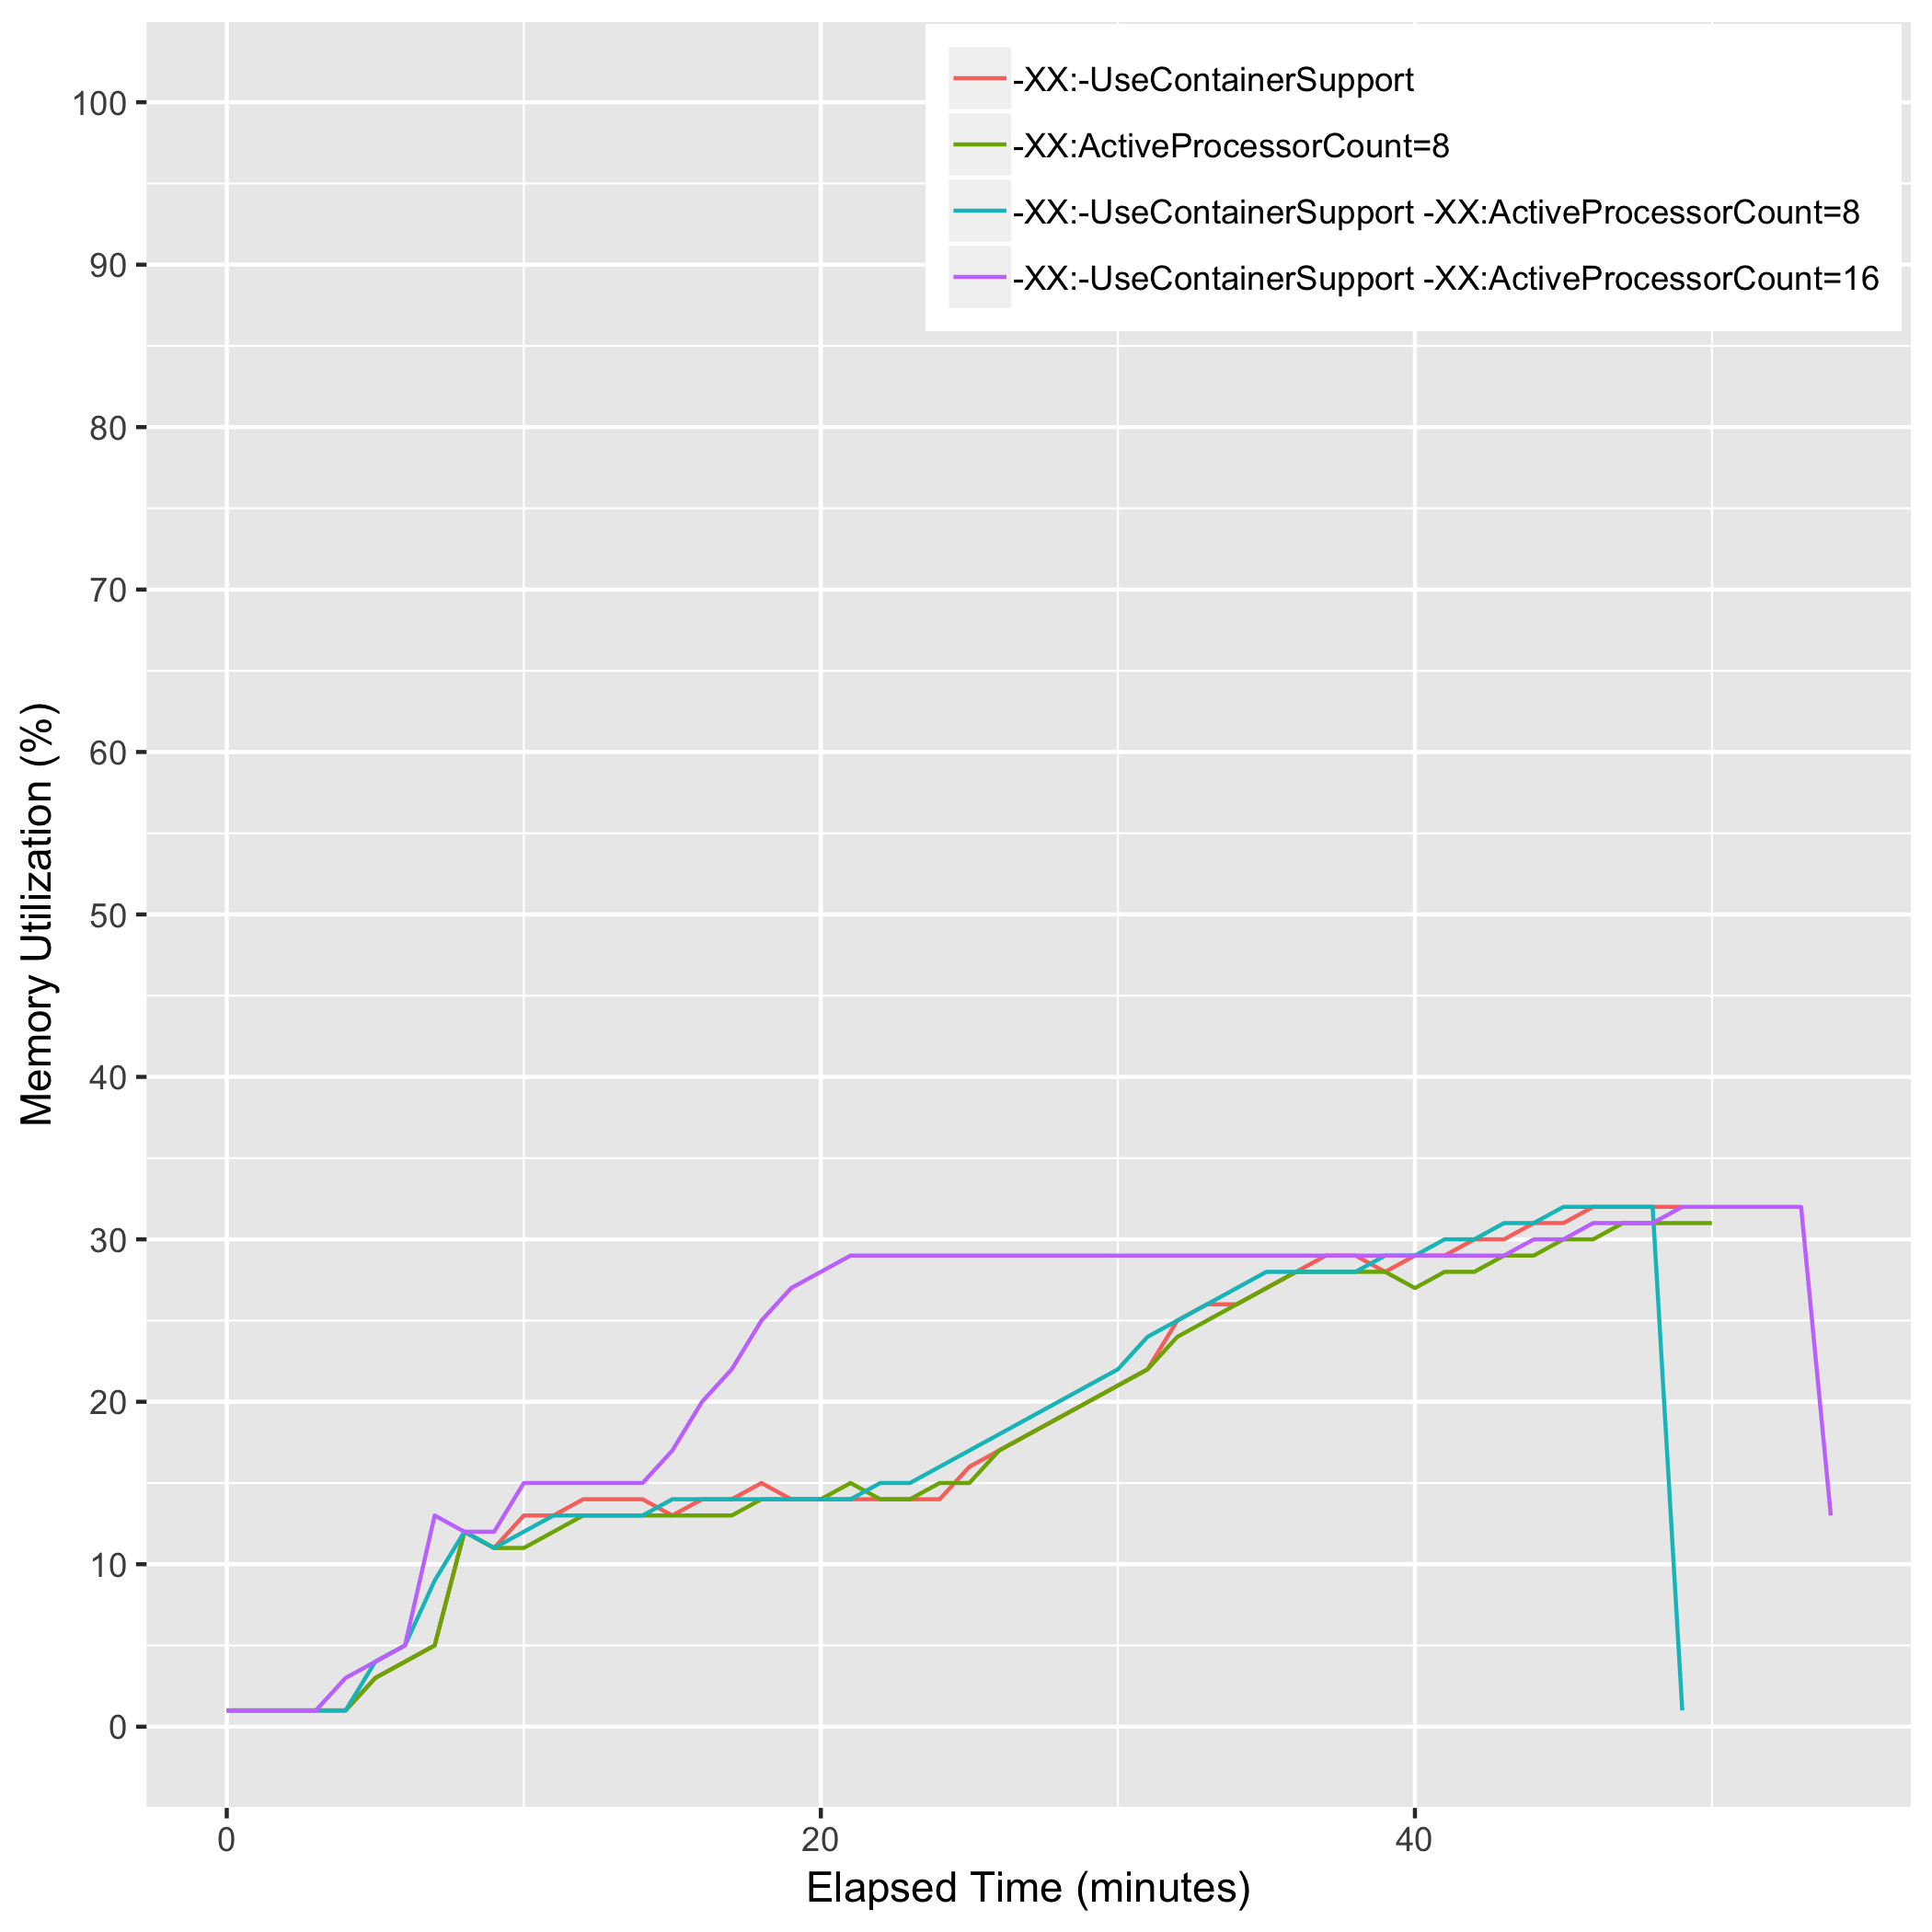 -XX:-UseContainerSupport
-XX:ActiveProcessorCount=8
-XX:-UseContainerSupport -XX:ActiveProcessorCount=8
-XX:-UseContainerSupport -XX:ActiveProcessorCount=16
100
90
80
70
60
50
40
30
20
10
0
Memory Utilization (%)
0 20 40
Elapsed Time (minutes)